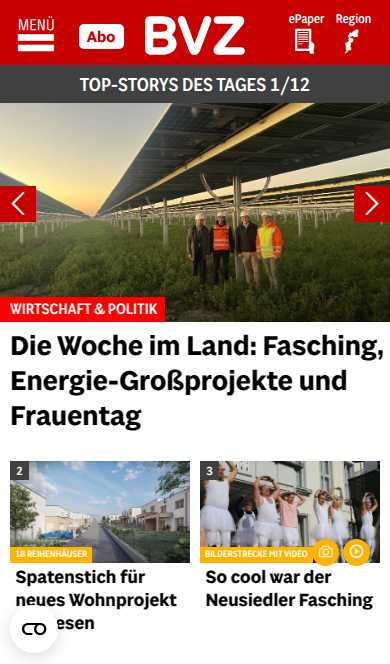 MENÜ
Abo
BVZ
ePaper
Region
TOP-STORYS DES TAGES 1/12
WIRTSCHAFT & POLITIK
Die Woche im Land: Fasching,
Energie-Großprojekte und
Frauentag
2
18 REIHENHÄUSER
Spatenstich für
neues Wohnprojekt
3
BILDERSTRECKE MIT VIDEO
So cool war der
Neusiedler Fasching